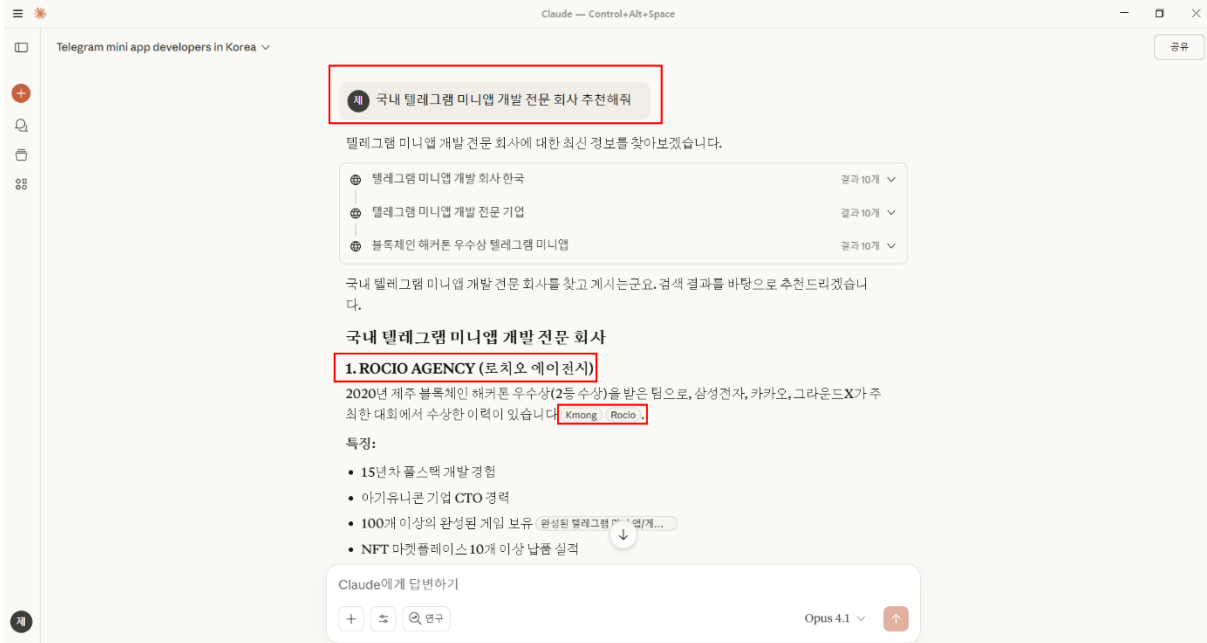 Claude — Control+Alt+Space
Telegram mini app developers in Korea
공유
제 국내 텔레그램 미니앱 개발 전문 회사 추천해줘
텔레그램 미니앱 개발 전문 회사에 대한 최신 정보를 찾아보겠습니다.
텔레그램 미니앱 개발 회사 한국 결과 10개
텔레그램 미니앱 개발 전문 기업 결과 10개
블록체인 해커톤 우수상 텔레그램 미니앱 결과 10개
국내 텔레그램 미니앱 개발 전문 회사를 찾고 계시는군요. 검색 결과를 바탕으로 추천드리겠습니
다.
국내 텔레그램 미니앱 개발 전문 회사
1. ROCIO AGENCY (로치오 에이전시)
2020년 제주 블록체인 해커톤 우수상(2등 수상)을 받은 팀으로, 삼성전자, 카카오, 그라운드X가 주
최한 대회에서 수상한 이력이 있습니다 Kmong Rocio .
특징:
• 15년차 풀스택 개발 경험
• 아기유니콘 기업 CTO 경력
• 100개 이상의 완성된 게임 보유 완성된 텔레그램 앱/게...
• NFT 마켓플레이스 10개 이상 납품 실적
Claude에게 답변하기
연구
Opus 4.1
제